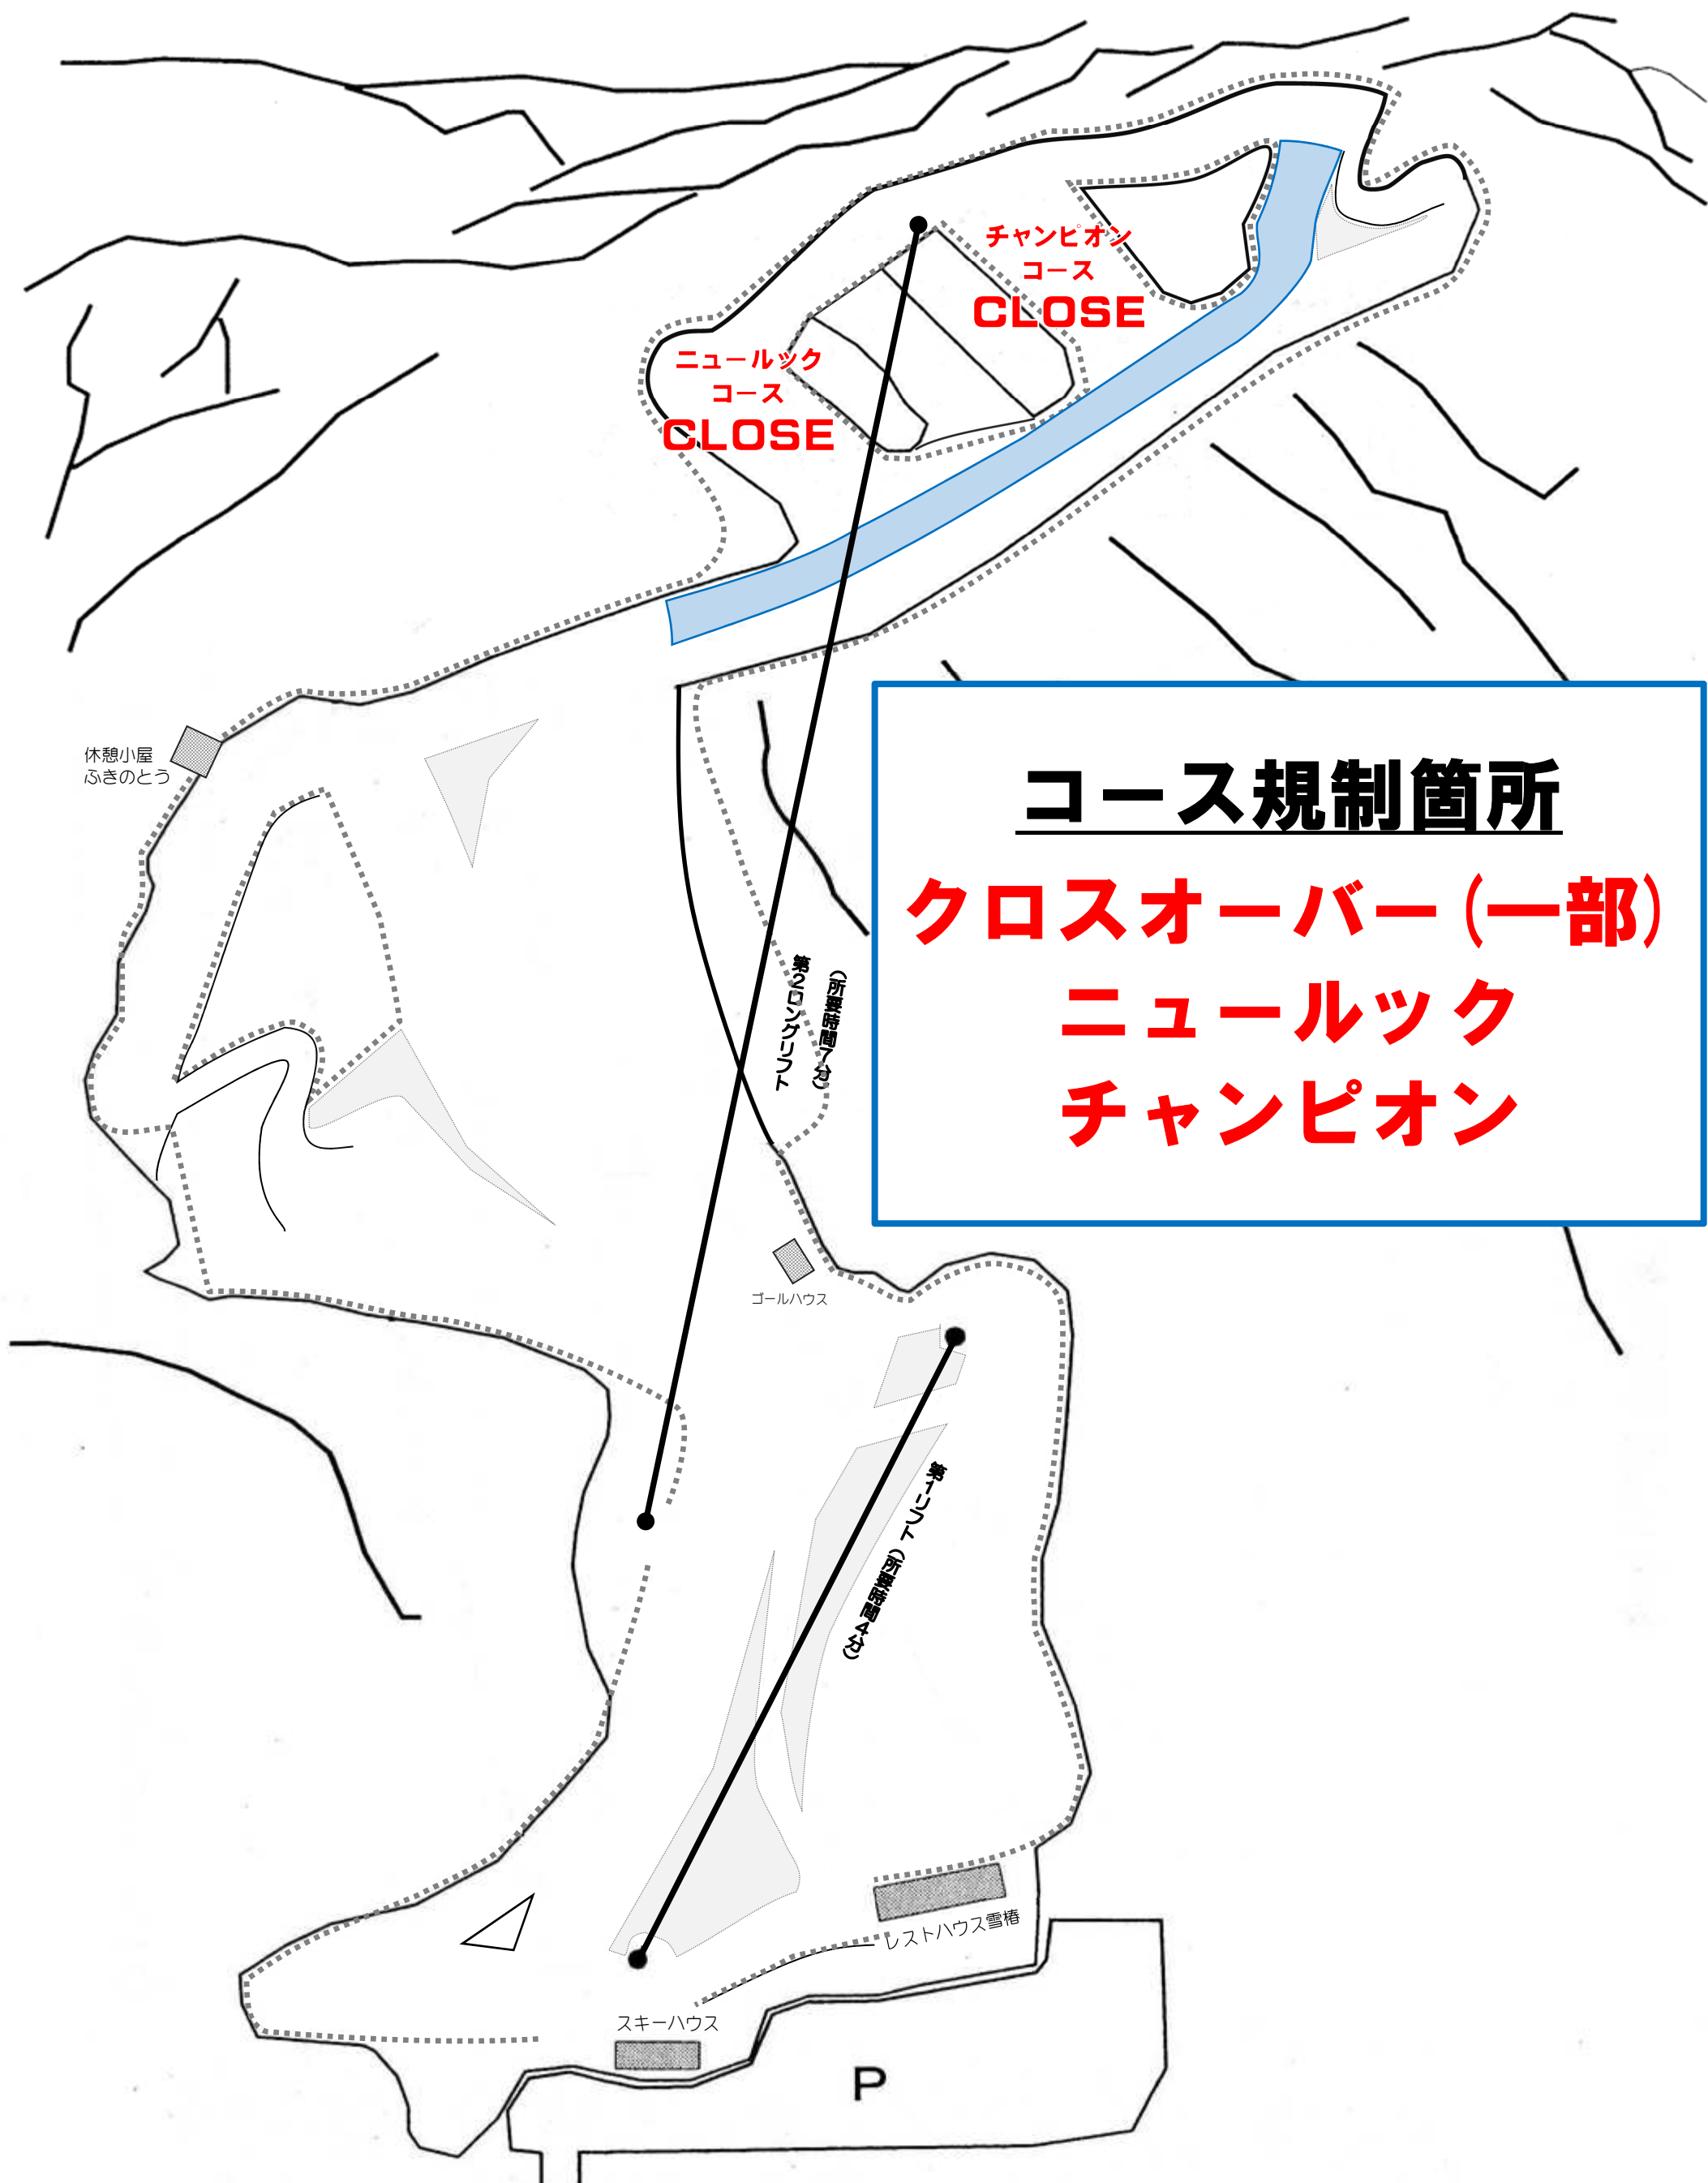 チャンピオン
コース
CLOSE
ニュールック
コース
CLOSE
休憩小屋
ふきのとう
コース規制箇所
クロスオーバー(一部)
ニュールック
チャンピオン
第2ロングリフト
(所要時間7分)
ゴールハウス
第1リフト(所要時間4分)
レストハウス雪椿
スキーハウス
P